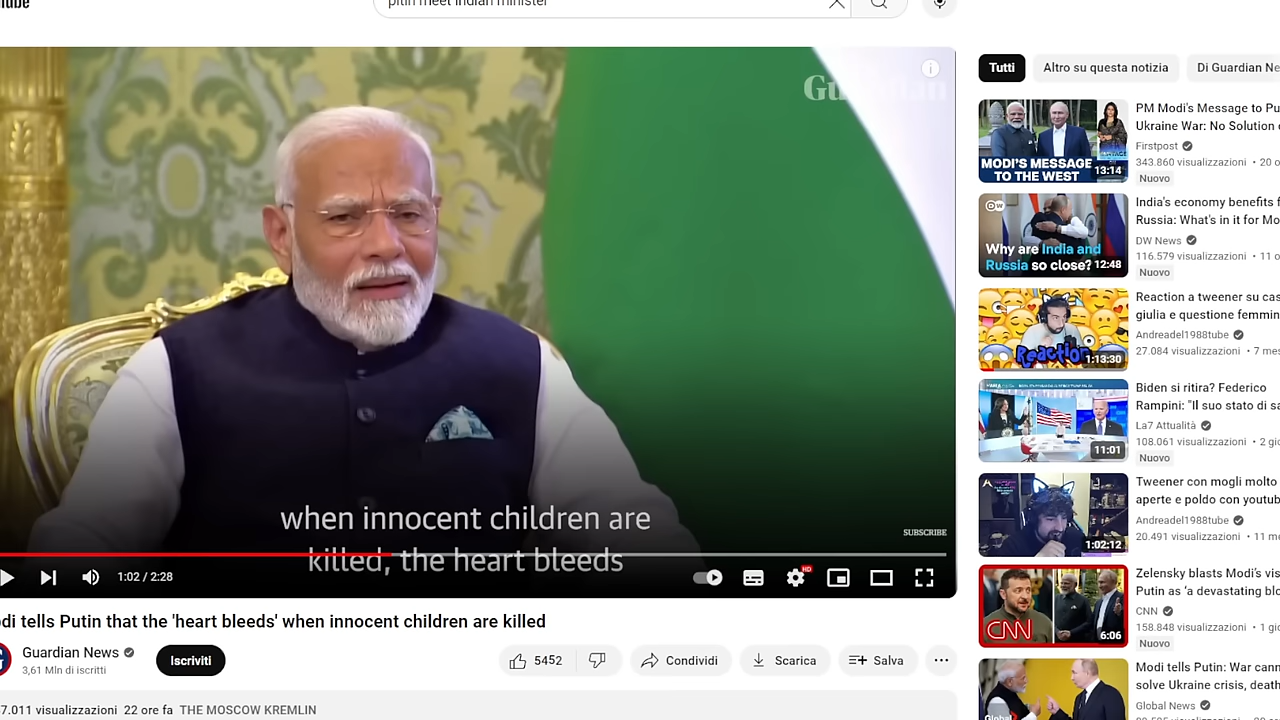 pitin meet indian minister
Guardian
when innocent children are
killed, the heart bleeds
SUBSCRIBE
1:02 / 2:28
HD
di tells Putin that the 'heart bleeds' when innocent children are killed
Guardian News
3,61 Mln di iscritti
Iscriviti
5452
Condividi
Scarica
Salva
7.011 visualizzazioni 22 ore fa THE MOSCOW KREMLIN
Tutti
Altro su questa notizia
Di Guardian Ne
MODI'S MESSAGE
TO THE WEST
13:14
PM Modi's Message to Pu
Ukraine War: No Solution
Firstpost
343.860 visualizzazioni • 20 o
Nuovo
DW
Why are India and
Russia so close?
12:48
India's economy benefits f
Russia: What's in it for Mo
DW News
116.579 visualizzazioni • 11 o
Nuovo
Reaction
1:13:30
Reaction a tweener su cas
giulia e questione femmin
Andreadel1988tube
27.084 visualizzazioni • 7 mes
11:01
Biden si ritira? Federico
Rampini: "Il suo stato di sa
La7 Attualità
108.061 visualizzazioni • 2 gio
Nuovo
1:02:12
Tweener con mogli molto
aperte e poldo con youtub
Andreadel1988tube
20.491 visualizzazioni • 11 me
CNN
6:06
Zelensky blasts Modi's vis
Putin as 'a devastating blo
CNN
158.848 visualizzazioni • 1 gio
Nuovo
Global
Modi tells Putin: War cann
solve Ukraine crisis, death
Global News